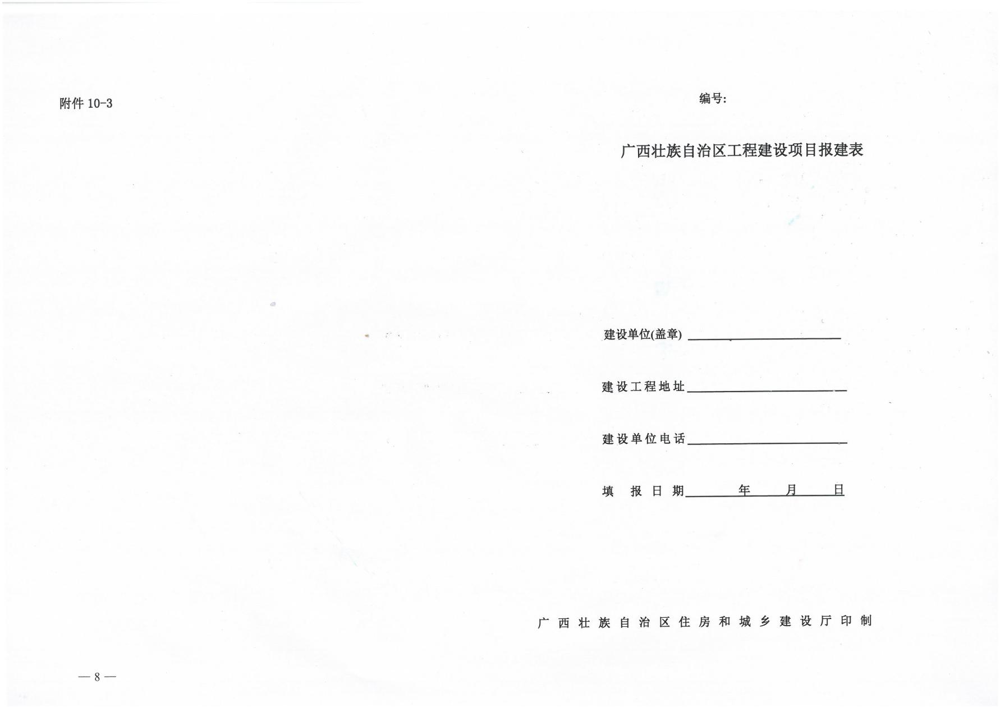 附件 10-3
编号:
广西壮族自治区工程建设项目报建表
建设单位(盖章)
建设工程地址
建设单位电话
填报日期 年 月 日
广西壮族自治区住房和城乡建设厅印制
— 8 —